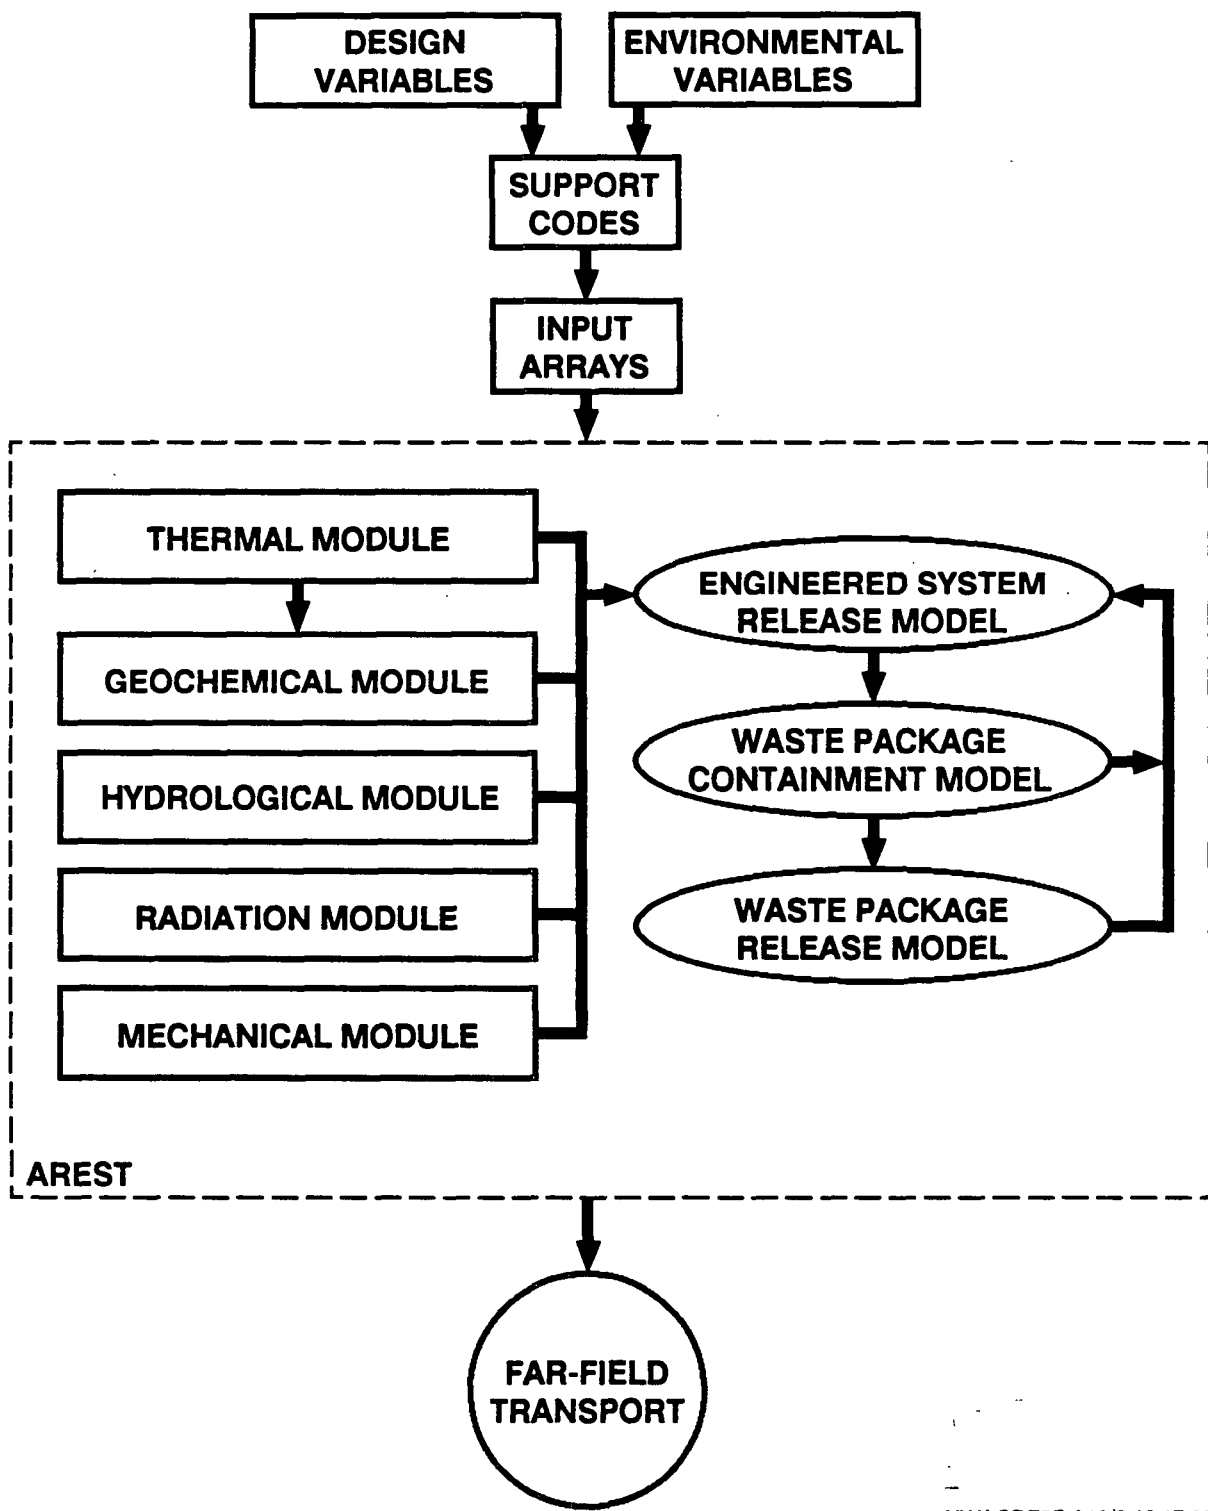 DESIGN
VARIABLES
ENVIRONMENTAL
VARIABLES
SUPPORT
CODES
INPUT
ARRAYS
THERMAL MODULE
GEOCHEMICAL MODULE
HYDROLOGICAL MODULE
RADIATION MODULE
MECHANICAL MODULE
ENGINEERED SYSTEM
RELEASE MODEL
WASTE PACKAGE
CONTAINMENT MODEL
WASTE PACKAGE
RELEASE MODEL
AREST
FAR-FIELD
TRANSPORT